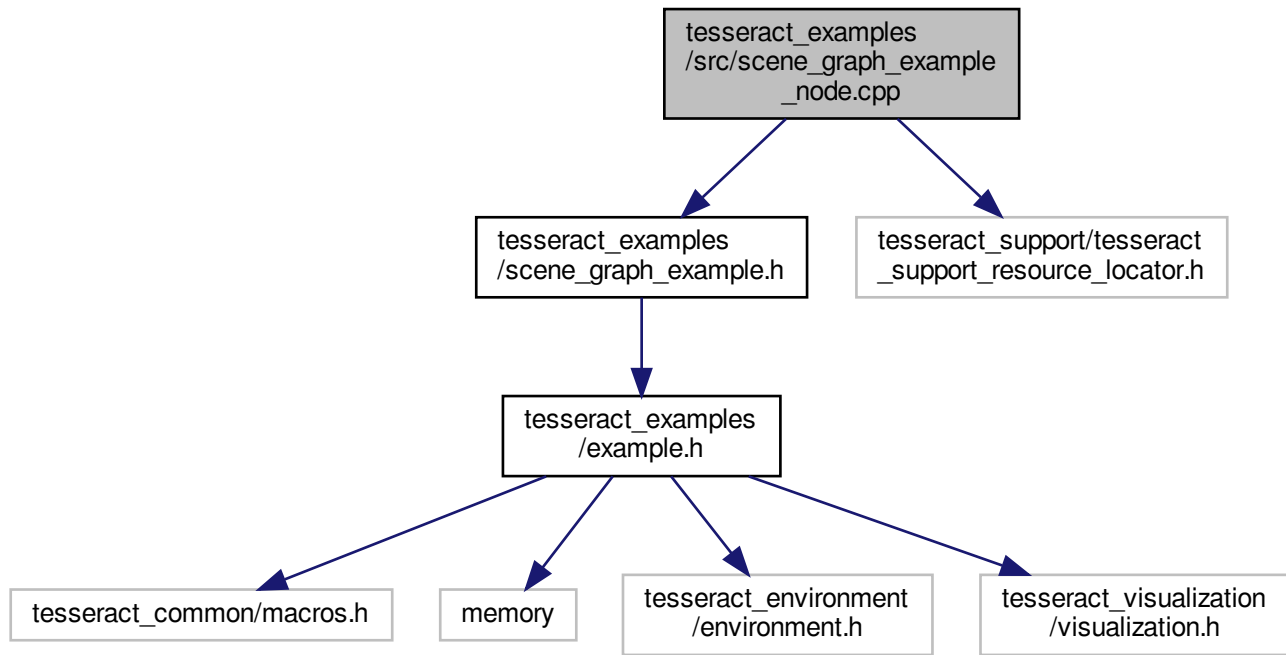 tesseract_examples
/src/scene_graph_example
_node.cpp
tesseract_examples
/scene_graph_example.h
tesseract_support/tesseract
_support_resource_locator.h
tesseract_examples
/example.h
tesseract_common/macros.h
memory
tesseract_environment
/environment.h
tesseract_visualization
/visualization.h